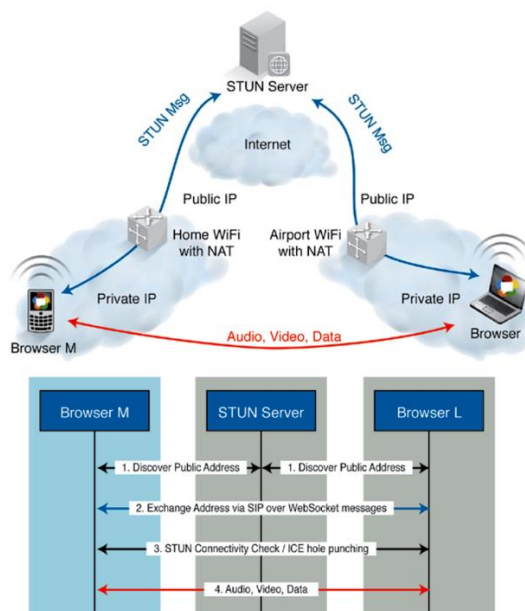 STUN Server
STUN Msg
STUN Msg
Internet
Public IP
Public IP
Home WiFi
with NAT
Airport WiFi
with NAT
Private IP
Private IP
Browser M
Browser
Audio, Video, Data
Browser M
STUN Server
Browser L
1. Discover Public Address
1. Discover Public Address
2. Exchange Address via SIP over WebSocket messages
3. STUN Connectivity Check / ICE hole punching
4. Audio, Video, Data